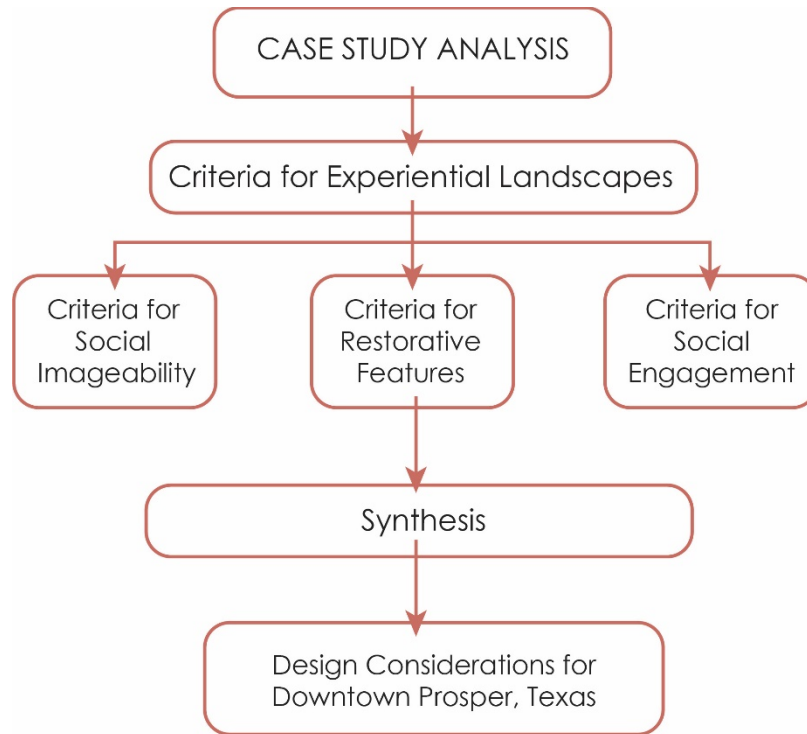 CASE STUDY ANALYSIS
Criteria for Experiential Landscapes
Criteria for
Social
Imageability
Criteria for
Restorative
Features
Criteria for
Social
Engagement
Synthesis
Design Considerations for
Downtown Prosper, Texas